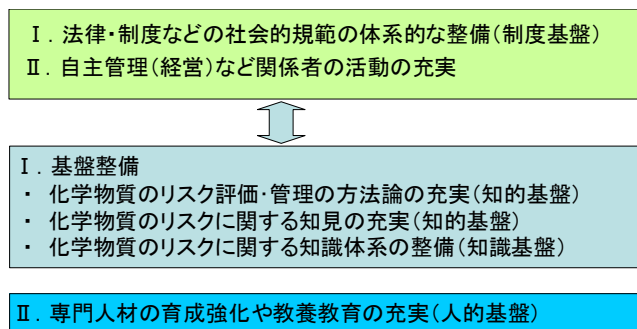 Ⅰ．法律・制度などの社会的規範の体系的な整備（制度基盤）
Ⅱ．自主管理（経営）など関係者の活動の充実
Ⅰ．基盤整備
・ 化学物質のリスク評価・管理の方法論の充実（知的基盤）
・ 化学物質のリスクに関する知見の充実（知的基盤）
・ 化学物質のリスクに関する知識体系の整備（知識基盤）
Ⅱ．専門人材の育成強化や教養教育の充実（人的基盤）